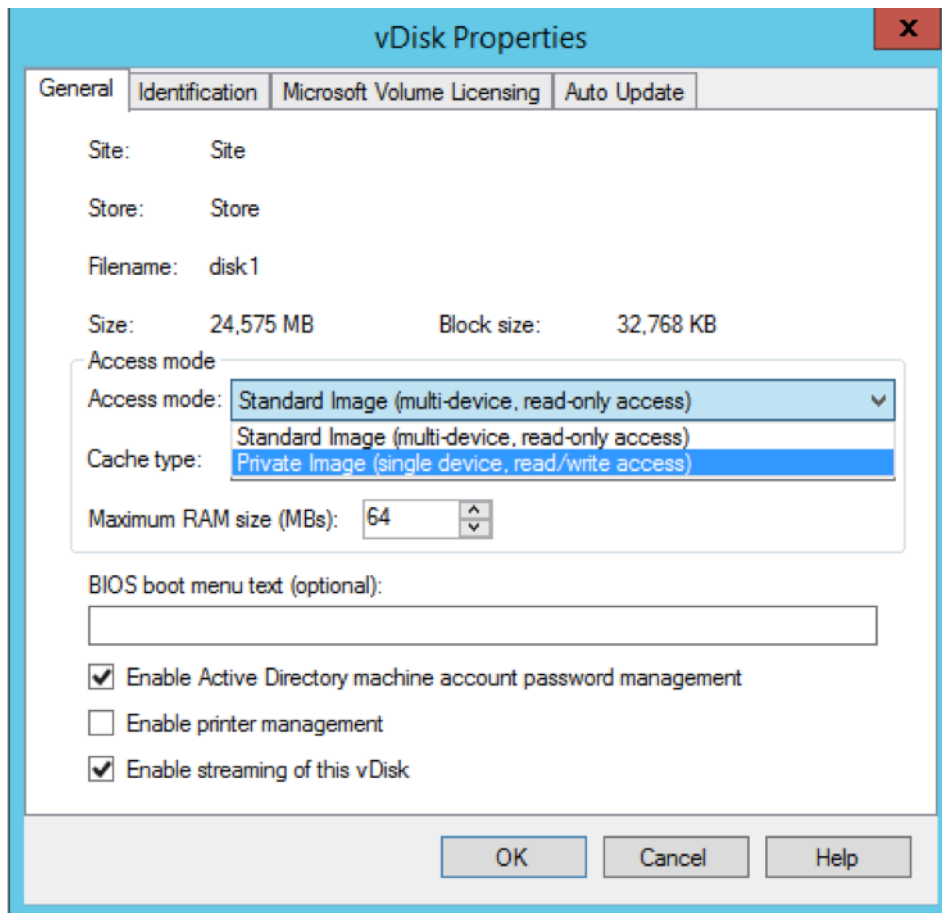 vDisk Properties
X
General Identification Microsoft Volume Licensing Auto Update
Site: Site
Store: Store
Filename: disk1
Size: 24,575 MB Block size: 32,768 KB
Access mode
Access mode: Standard Image (multi-device, read-only access)
Standard Image (multi-device, read-only access)
Cache type: Private Image (single device, read/write access)
Maximum RAM size (MBs): 64
BIOS boot menu text (optional):
Enable Active Directory machine account password management
Enable printer management
Enable streaming of this vDisk
OK Cancel Help